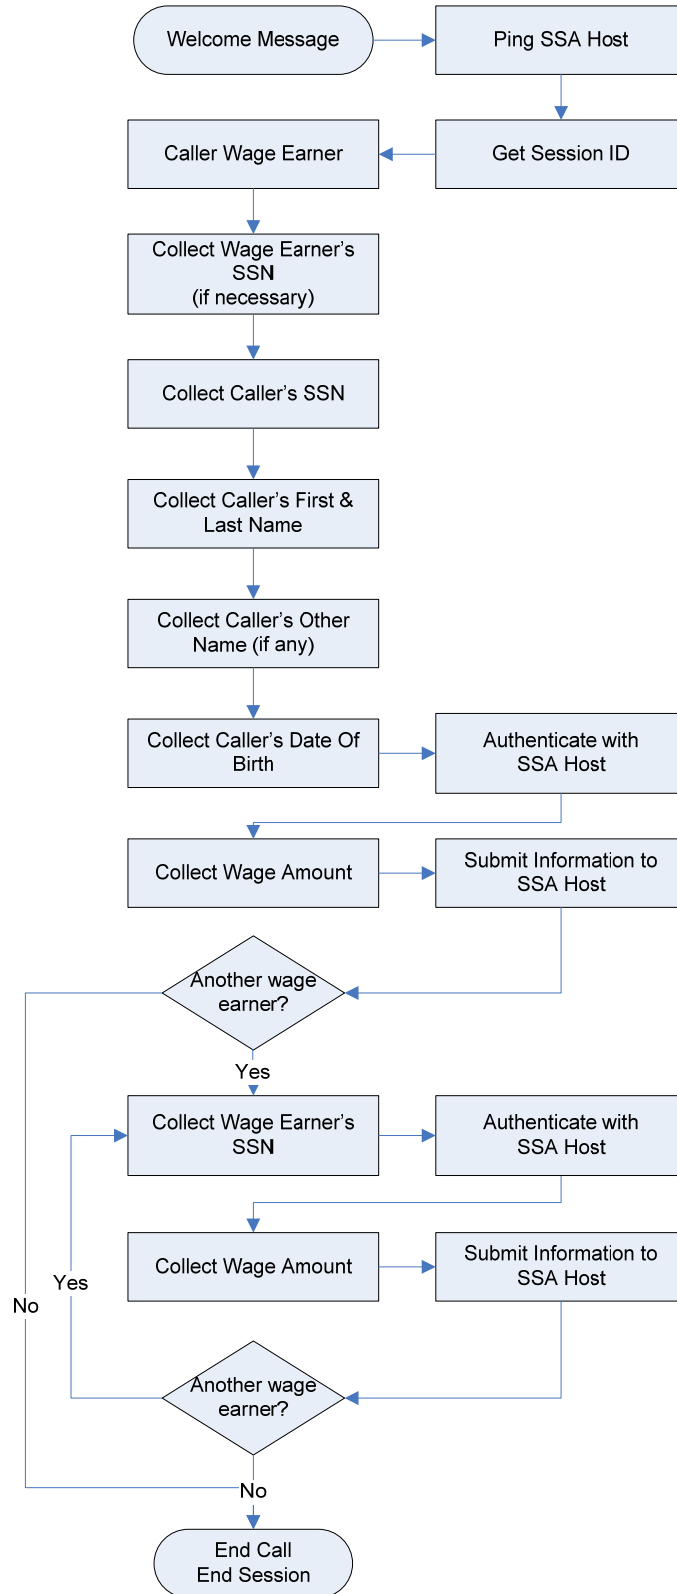 Welcome Message
Ping SSA Host
Caller Wage Earner
Get Session ID
Collect Wage Earner's
SSN
(if necessary)
Collect Caller's SSN
Collect Caller's First &
Last Name
Collect Caller's Other
Name (if any)
Collect Caller's Date Of
Birth
Authenticate with
SSA Host
Collect Wage Amount
Submit Information to
SSA Host
Another wage
earner?
Yes
Collect Wage Earner's
SSN
Authenticate with
SSA Host
Collect Wage Amount
Submit Information to
SSA Host
Yes
No
Another wage
earner?
No
End Call
End Session